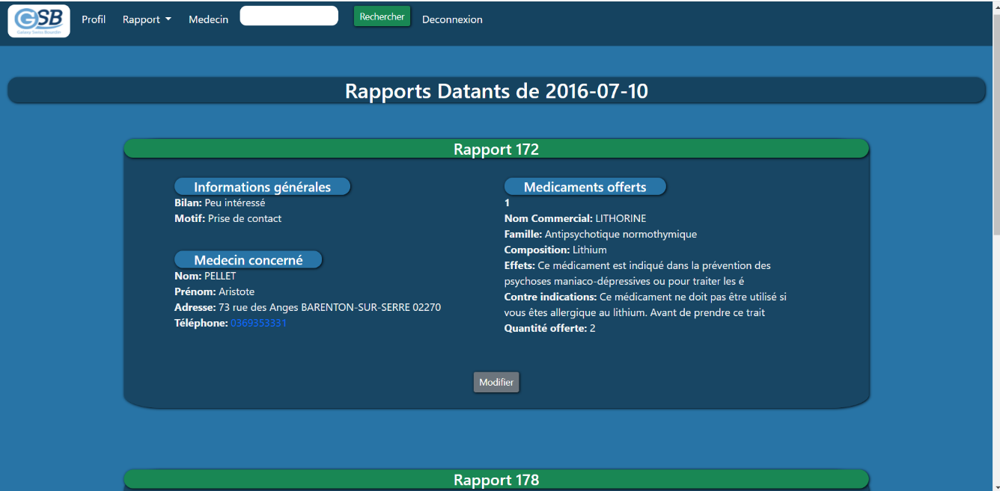 GSB
Galaxy Swiss Bourdin
Profil
Rapport
Medecin
Rechercher
Deconnexion
Rapports Datants de 2016-07-10
Rapport 172
Informations générales
Bilan: Peu intéressé
Motif: Prise de contact
Medecin concerné
Nom: PELLET
Prénom: Aristote
Adresse: 73 rue des Anges BARENTON-SUR-SERRE 02270
Téléphone: 0369353331
Medicaments offerts
1
Nom Commercial: LITHORINE
Famille: Antipsychotique normothymique
Composition: Lithium
Effets: Ce médicament est indiqué dans la prévention des
psychoses maniaco-dépressives ou pour traiter les é
Contre indications: Ce médicament ne doit pas être utilisé si
vous êtes allergique au lithium. Avant de prendre ce trait
Quantité offerte: 2
Modifier
Rapport 178